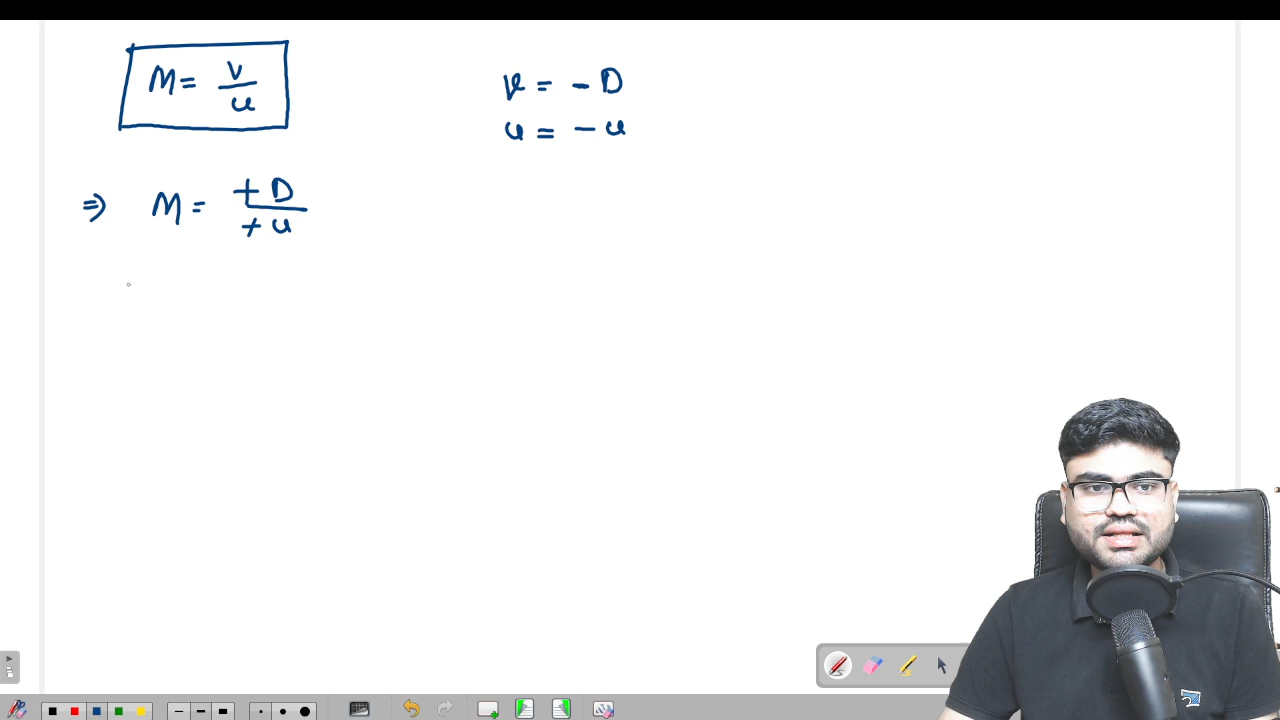 M = v/u
v = - D
u = - u
⇒ M = + D/+ u